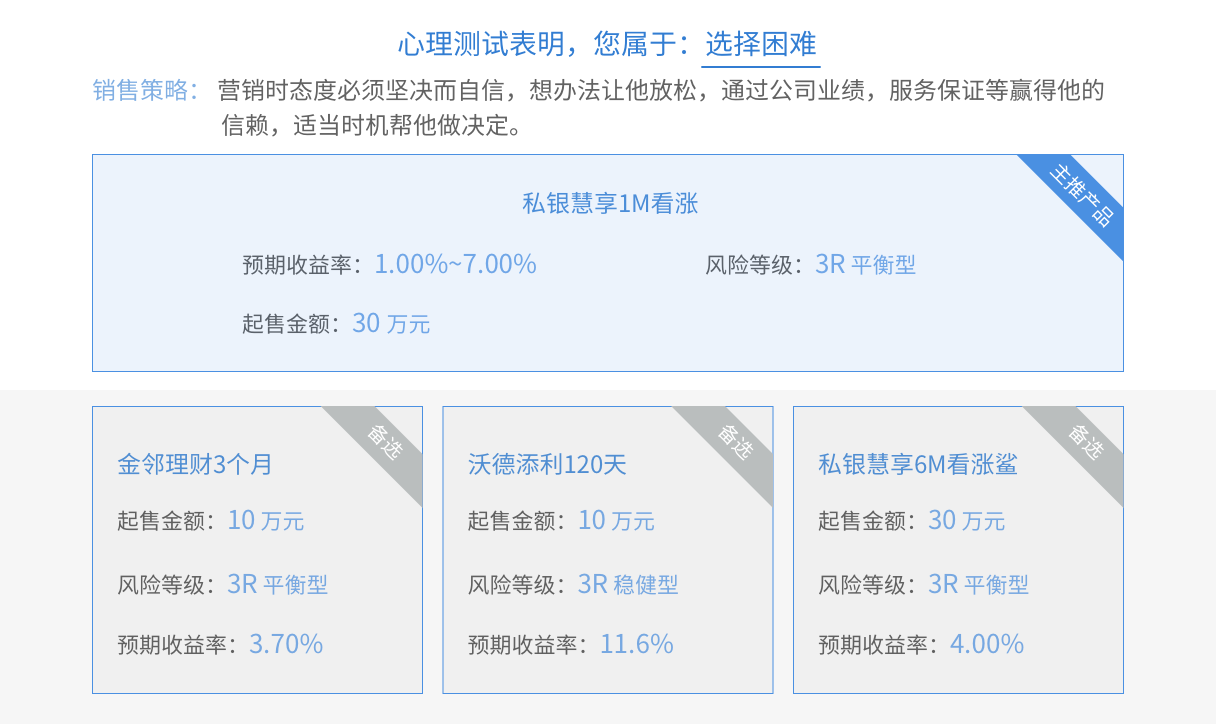 心理测试表明，您属于：选择困难
销售策略： 营销时态度必须坚决而自信，想办法让他放松，通过公司业绩，服务保证等赢得他的
信赖，适当时机帮他做决定。
主推产品
私银慧享1M看涨
预期收益率：1.00%~7.00% 风险等级：3R 平衡型
起售金额：30 万元
备选
金邻理财3个月
起售金额：10 万元
风险等级：3R 平衡型
预期收益率：3.70%
备选
沃德添利120天
起售金额：10 万元
风险等级：3R 稳健型
预期收益率：11.6%
备选
私银慧享6M看涨鲨
起售金额：30 万元
风险等级：3R 平衡型
预期收益率：4.00%